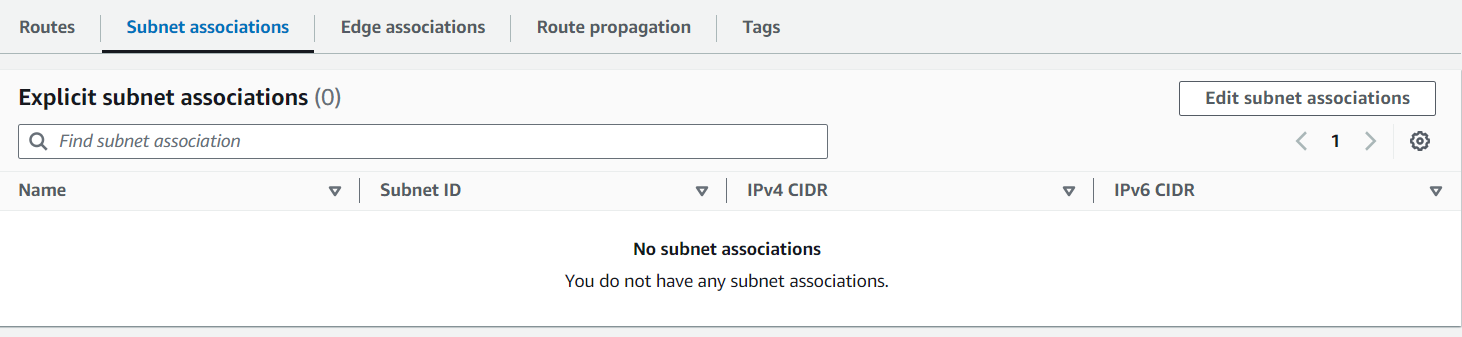 Routes Subnet associations Edge associations Route propagation Tags
Explicit subnet associations (0)
Edit subnet associations
Find subnet association
1
Name Subnet ID IPv4 CIDR IPv6 CIDR
No subnet associations
You do not have any subnet associations.